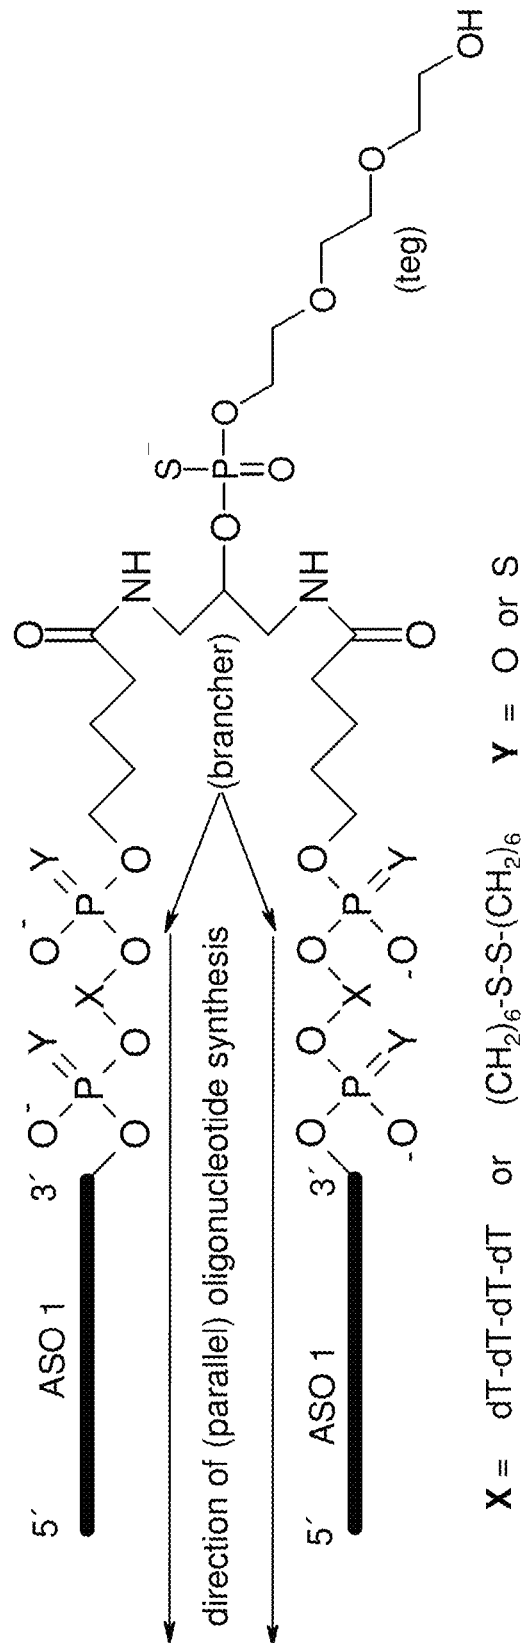 O
5´ ASO 1 3´ O⁻ Y O⁻ Y
P X P
O O O O NH
S⁻
direction of (parallel) oligonucleotide synthesis (brancher) O P O
O
5´ ASO 1 3´ O O O O NH O
P X P O
⁻O Y ⁻O Y O (teg)
OH
X = dT-dT-dT-dT or (CH₂)₆-S-S-(CH₂)₆ Y = O or S